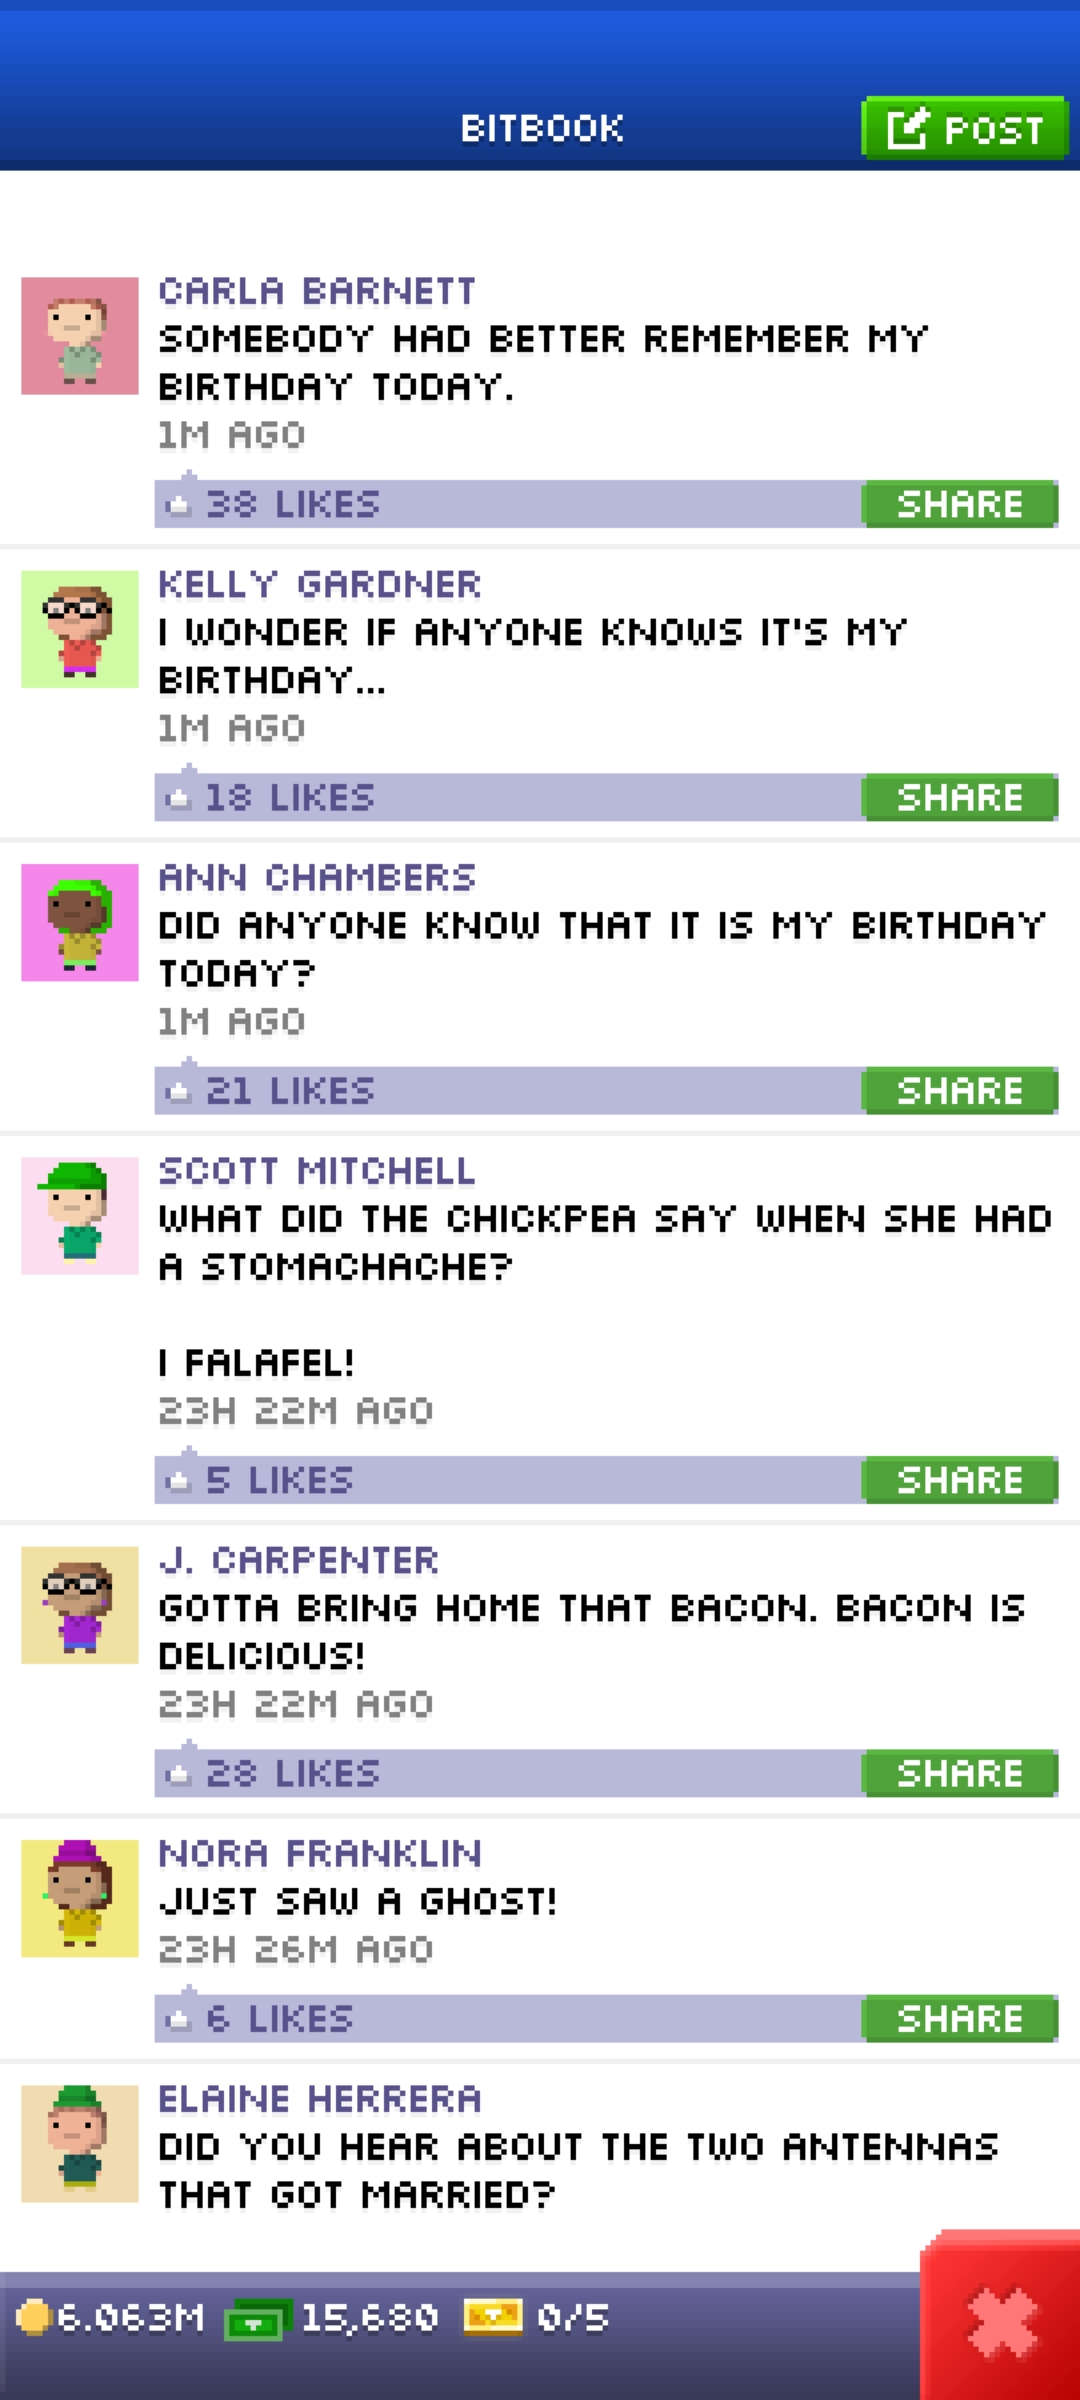 BITBOOK
POST
CARLA BARNETT
SOMEBODY HAD BETTER REMEMBER MY
BIRTHDAY TODAY.
1M AGO
38 LIKES
SHARE
KELLY GARDNER
I WONDER IF ANYONE KNOWS IT'S MY
BIRTHDAY...
1M AGO
18 LIKES
SHARE
ANN CHAMBERS
DID ANYONE KNOW THAT IT IS MY BIRTHDAY
TODAY?
1M AGO
21 LIKES
SHARE
SCOTT MITCHELL
WHAT DID THE CHICKPEA SAY WHEN SHE HAD
A STOMACHACHE?
I FALAFEL!
23H 22M AGO
5 LIKES
SHARE
J. CARPENTER
GOTTA BRING HOME THAT BACON. BACON IS
DELICIOUS!
23H 22M AGO
28 LIKES
SHARE
NORA FRANKLIN
JUST SAW A GHOST!
23H 26M AGO
6 LIKES
SHARE
ELAINE HERRERA
DID YOU HEAR ABOUT THE TWO ANTENNAS
THAT GOT MARRIED?
6.063M 15,680 0/5